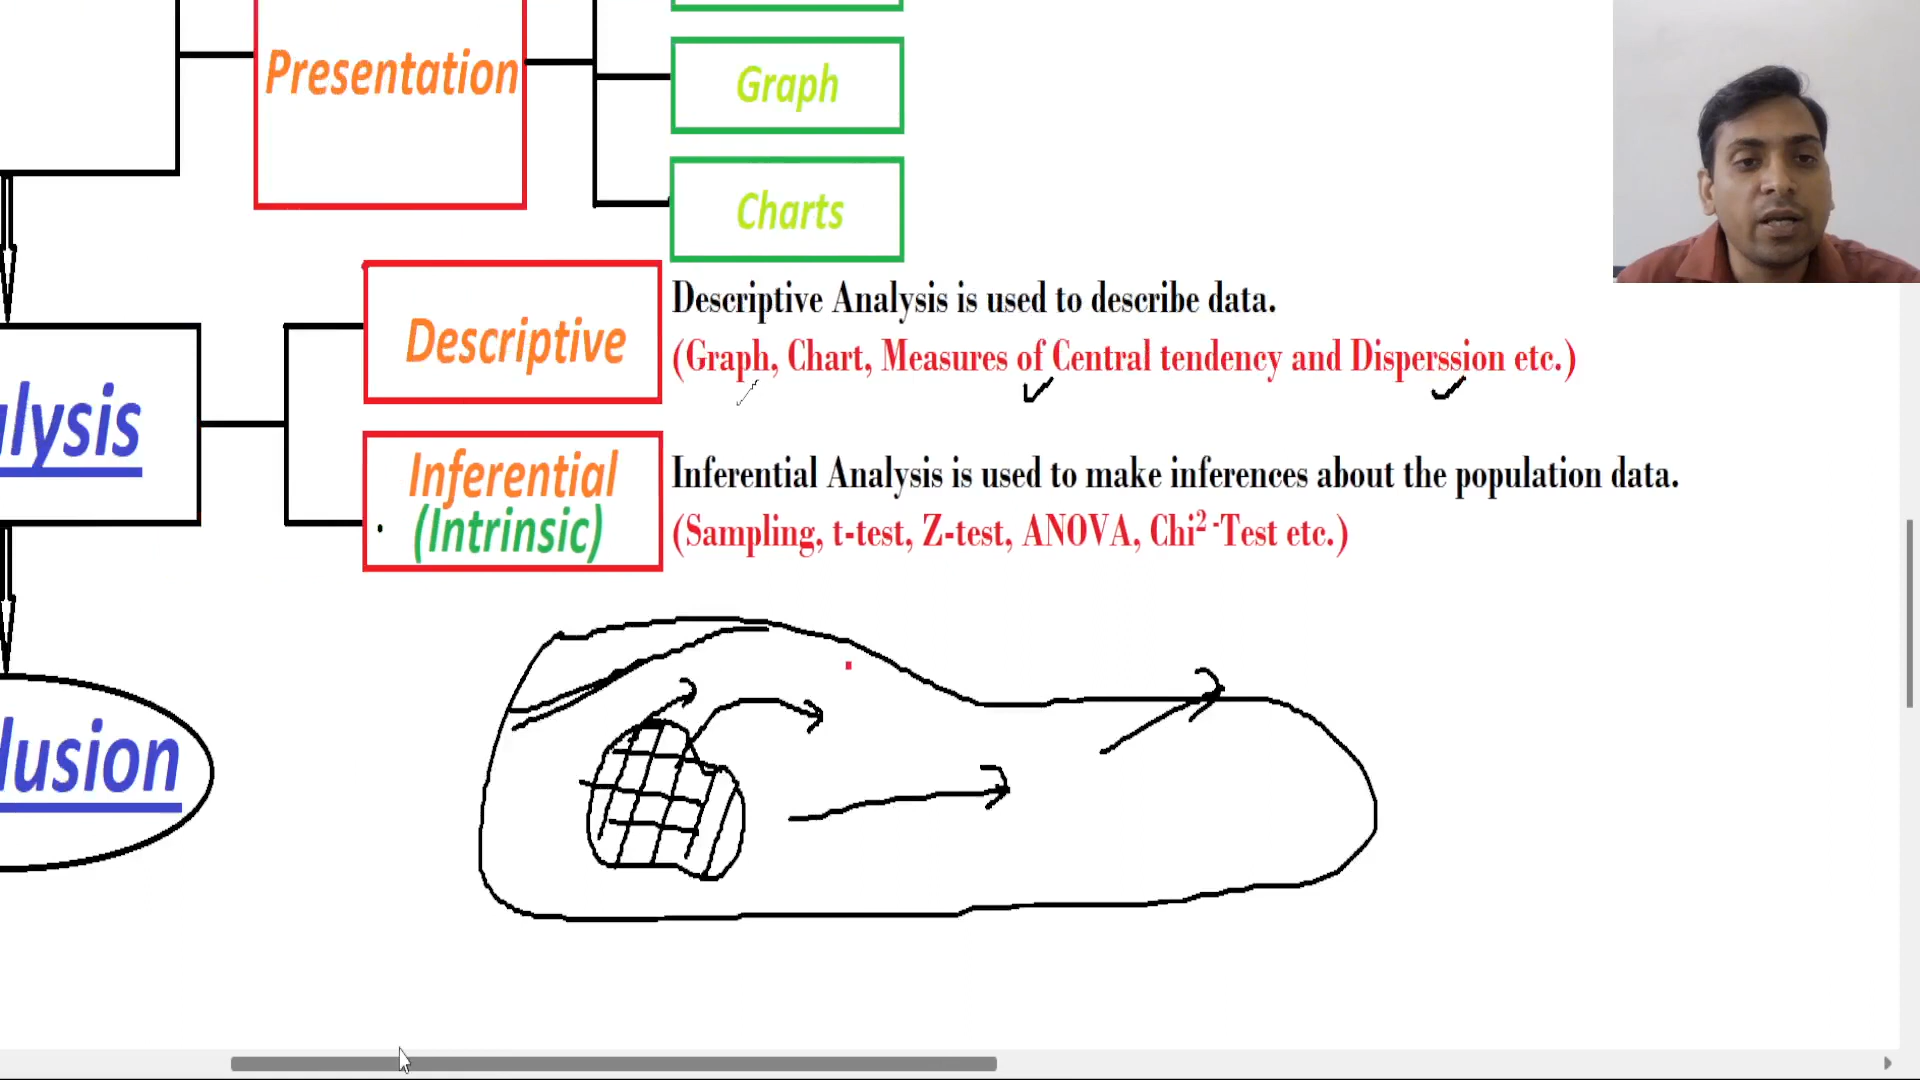 Presentation
Graph
Charts
Descriptive
Descriptive Analysis is used to describe data.
(Graph, Chart, Measures of Central tendency and Disperssion etc.)
lysis
Inferential
(Intrinsic)
Inferential Analysis is used to make inferences about the population data.
(Sampling, t-test, Z-test, ANOVA, Chi² -Test etc.)
lusion